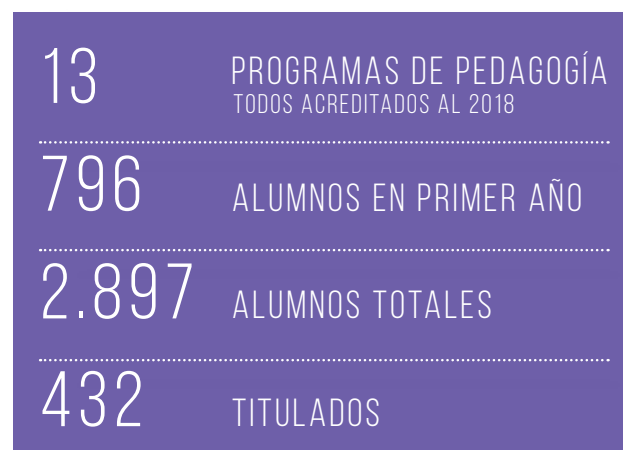 13 PROGRAMAS DE PEDAGOGÍA
TODOS ACREDITADOS AL 2018
796 ALUMNOS EN PRIMER AÑO
2.897 ALUMNOS TOTALES
432 TITULADOS